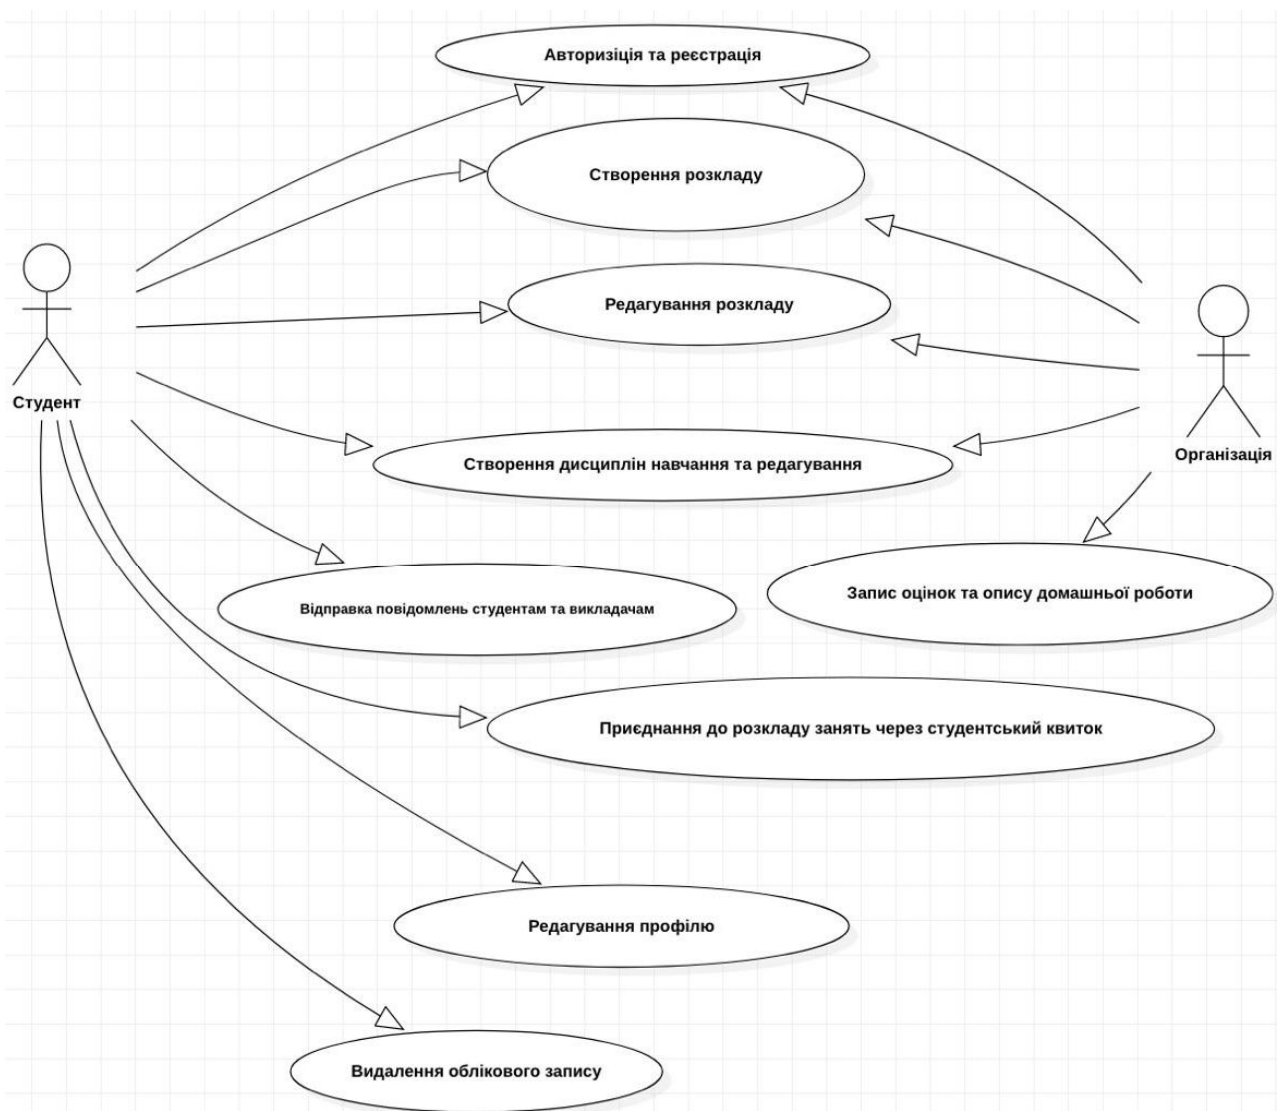 Авторизіція та реєстрація
Створення розкладу
Редагування розкладу
Студент
Організація
Створення дисциплін навчання та редагування
Запис оцінок та опису домашньої роботи
Відправка повідомлень студентам та викладачам
Приєднання до розкладу занять через студентський квиток
Редагування профілю
Видалення облікового запису